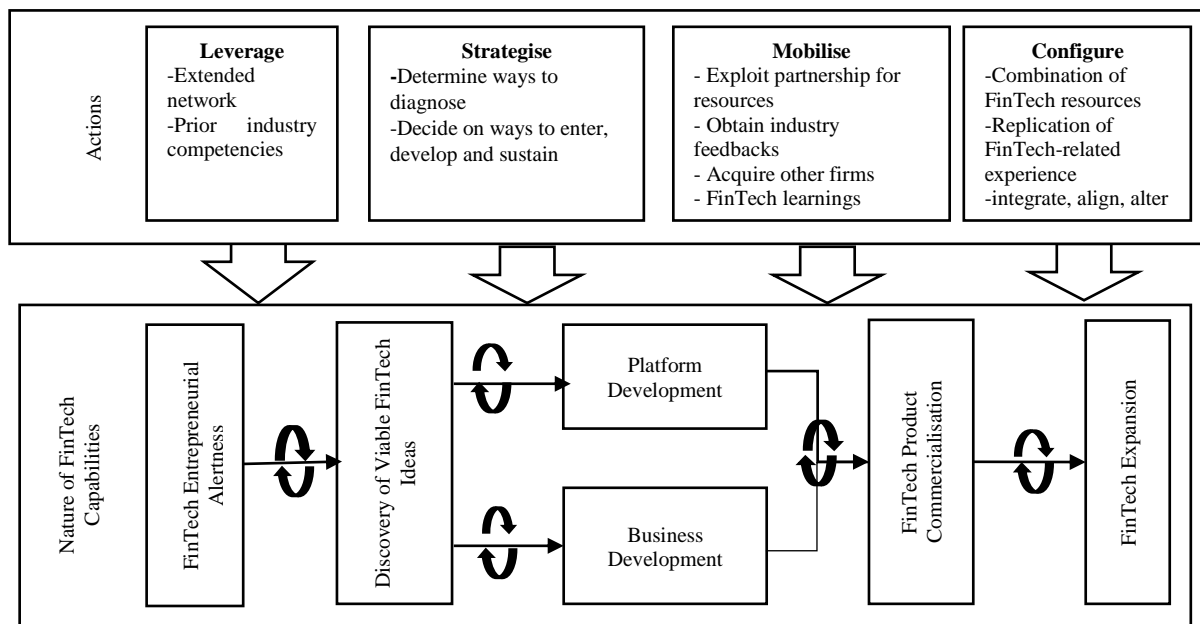 Actions
Leverage
-Extended
network
-Prior industry
competencies
Strategise
-Determine ways to
diagnose
-Decide on ways to enter,
develop and sustain
Mobilise
- Exploit partnership for
resources
- Obtain industry
feedbacks
- Acquire other firms
- FinTech learnings
Configure
-Combination of
FinTech resources
-Replication of
FinTech-related
experience
-integrate, align, alter
Nature of FinTech
Capabilities
FinTech Entrepreneurial
Alertness
Discovery of Viable FinTech
Ideas
Platform
Development
Business
Development
FinTech Product
Commercialisation
FinTech Expansion